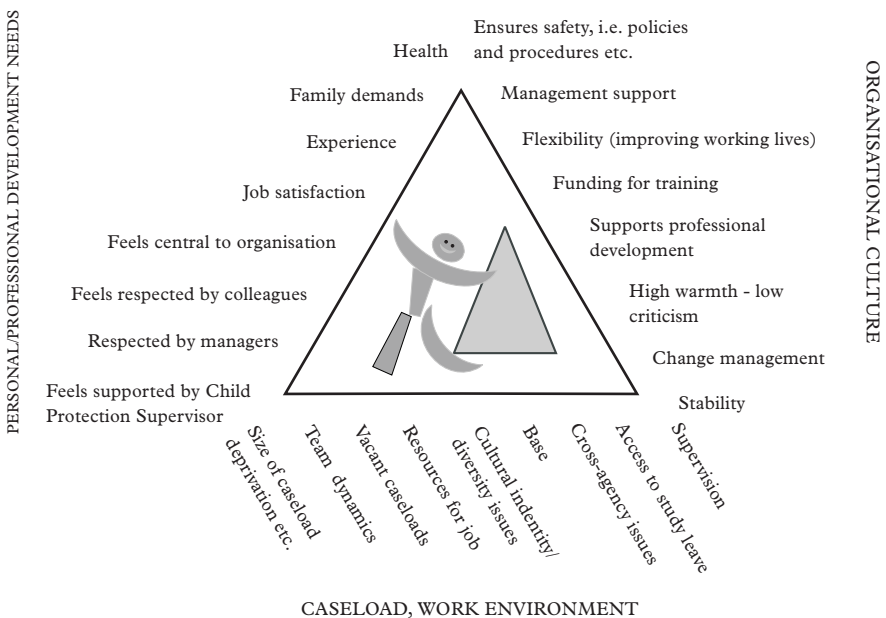 PERSONAL/PROFESSIONAL DEVELOPMENT NEEDS
Health
Family demands
Experience
Job satisfaction
Feels central to organisation
Feels respected by colleagues
Respected by managers
Feels supported by Child
Protection Supervisor
Ensures safety, i.e. policies
and procedures etc.
Management support
Flexibility (improving working lives)
Funding for training
Supports professional
development
High warmth - low
criticism
Change management
Stability
ORGANISATIONAL CULTURE
Size of caseload
deprivation etc.
Team dynamics
Vacant caseloads
Resources for job
Cultural indentity/
diversity issues
Base
Cross-agency issues
Access to study leave
Supervision
CASELOAD, WORK ENVIRONMENT